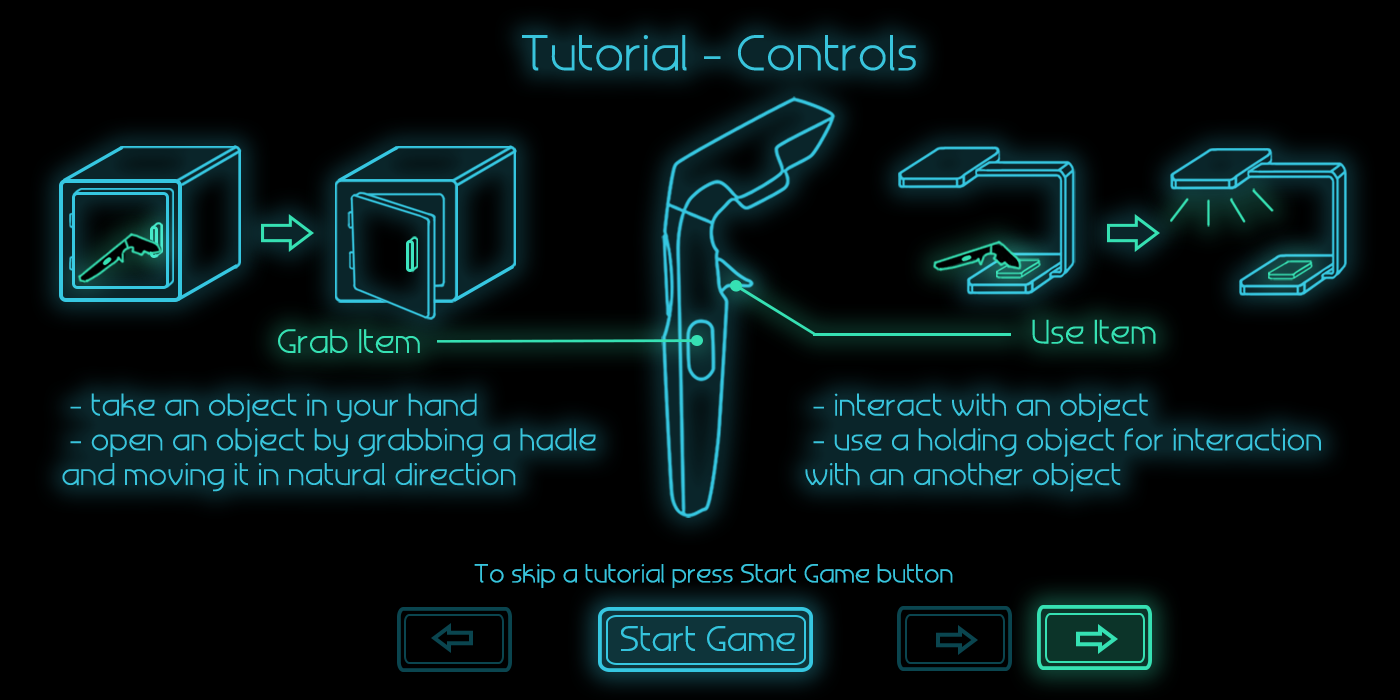 Tutorial - Controls
Grab Item
- take an object in your hand
- open an object by grabbing a hadle
and moving it in natural direction
Use Item
- interact with an object
- use a holding object for interaction
with an another object
To skip a tutorial press Start Game button
Start Game